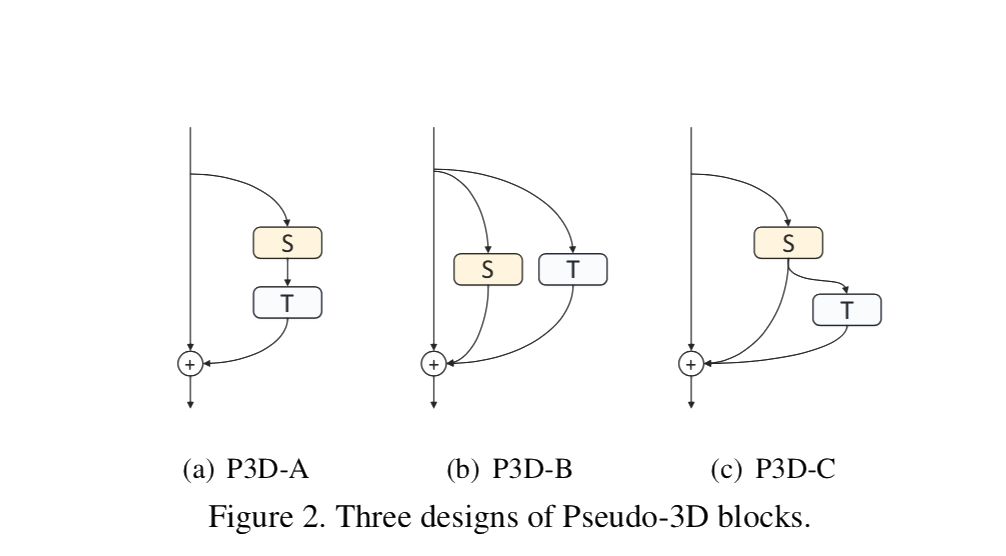 S
T
+
S
T
+
S
T
+
(a) P3D-A
(b) P3D-B
(c) P3D-C
Figure 2. Three designs of Pseudo-3D blocks.